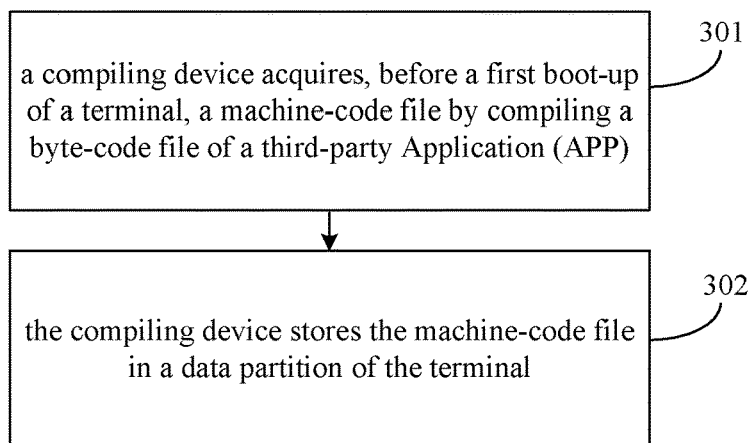 301
a compiling device acquires, before a first boot-up
of a terminal, a machine-code file by compiling a
byte-code file of a third-party Application (APP)
302
the compiling device stores the machine-code file
in a data partition of the terminal